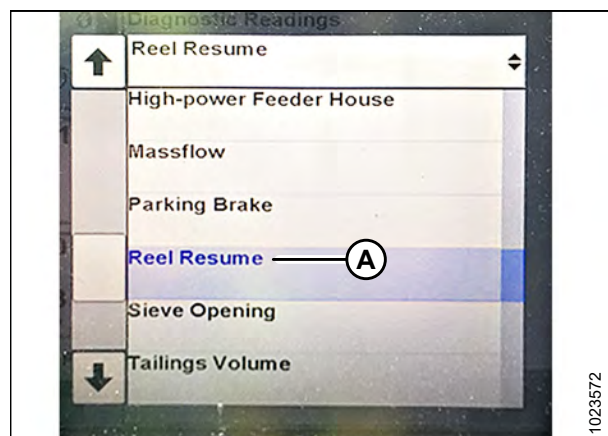 Diagnostic Readings
Reel Resume
High-power Feeder House
Massflow
Parking Brake
Reel Resume
A
Sieve Opening
Tailings Volume
1023572